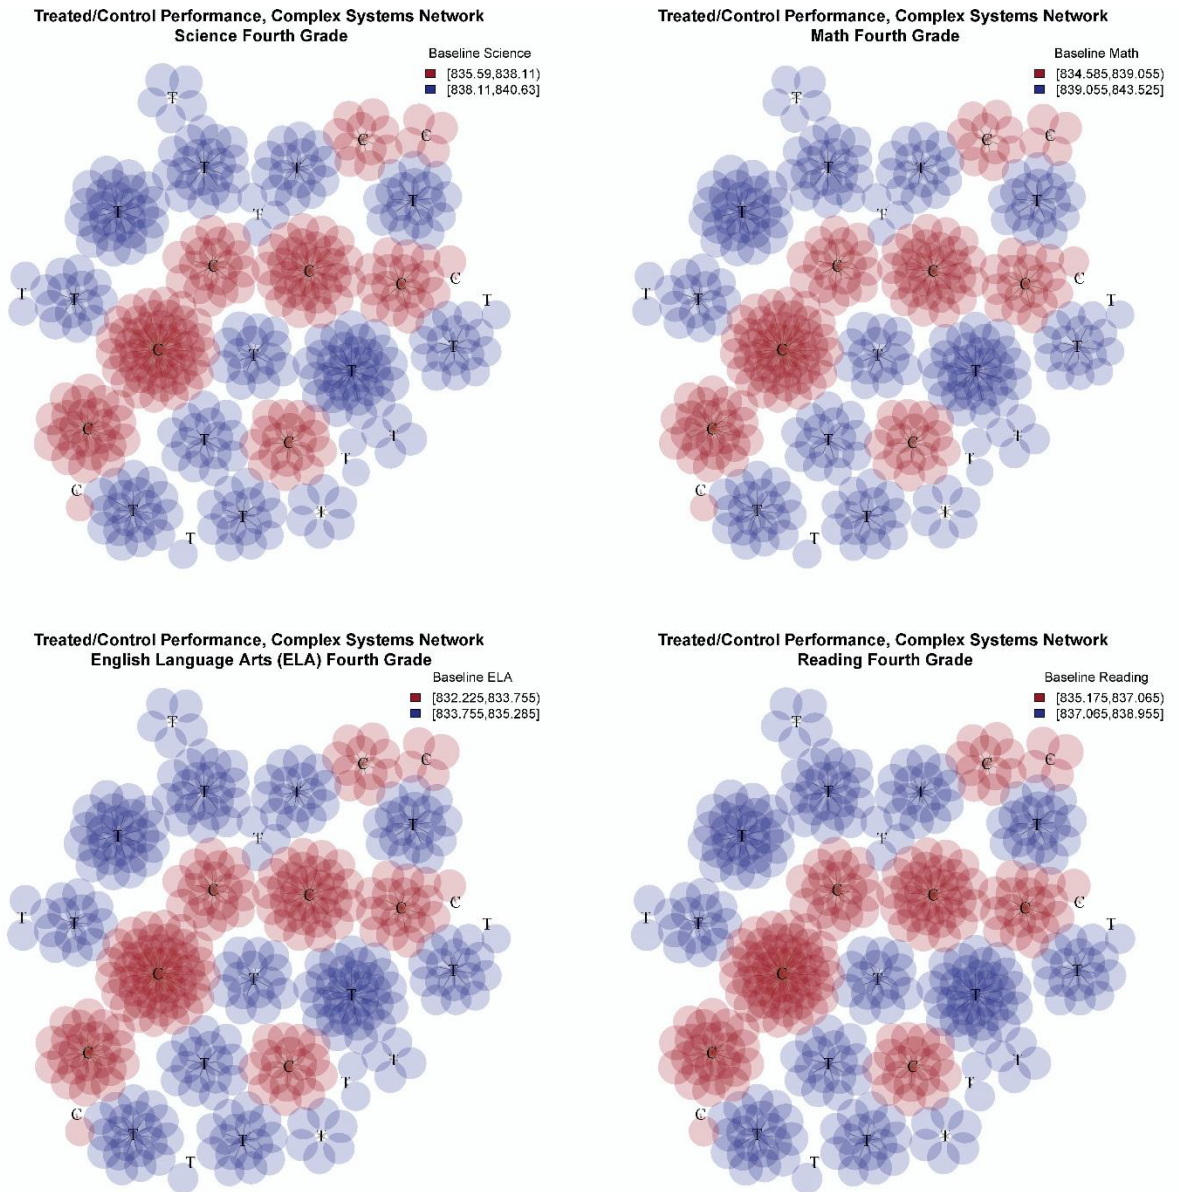 Treated/Control Performance, Complex Systems Network
Science Fourth Grade
Baseline Science
[835.59,838.11)
[838.11,840.63]
T
C C
T T
T T T
C C C C
T T T
C T T T
C T C T T
C
T T T
T
Treated/Control Performance, Complex Systems Network
Math Fourth Grade
Baseline Math
[834.585,839.055)
[839.055,843.525]
T
C C
T T
T T T
C C C C
T T T
C T T T
C T C T T
C
T T T
T
Treated/Control Performance, Complex Systems Network
English Language Arts (ELA) Fourth Grade
Baseline ELA
[832.225,833.755)
[833.755,835.285]
T
C C
T T
T T T
C C C C
T T T
C T T T
C T C T T
C
T T T
T
Treated/Control Performance, Complex Systems Network
Reading Fourth Grade
Baseline Reading
[835.175,837.065)
[837.065,838.955]
T
C C
T T
T T T
C C C C
T T T
C T T T
C T C T T
C
T T T
T